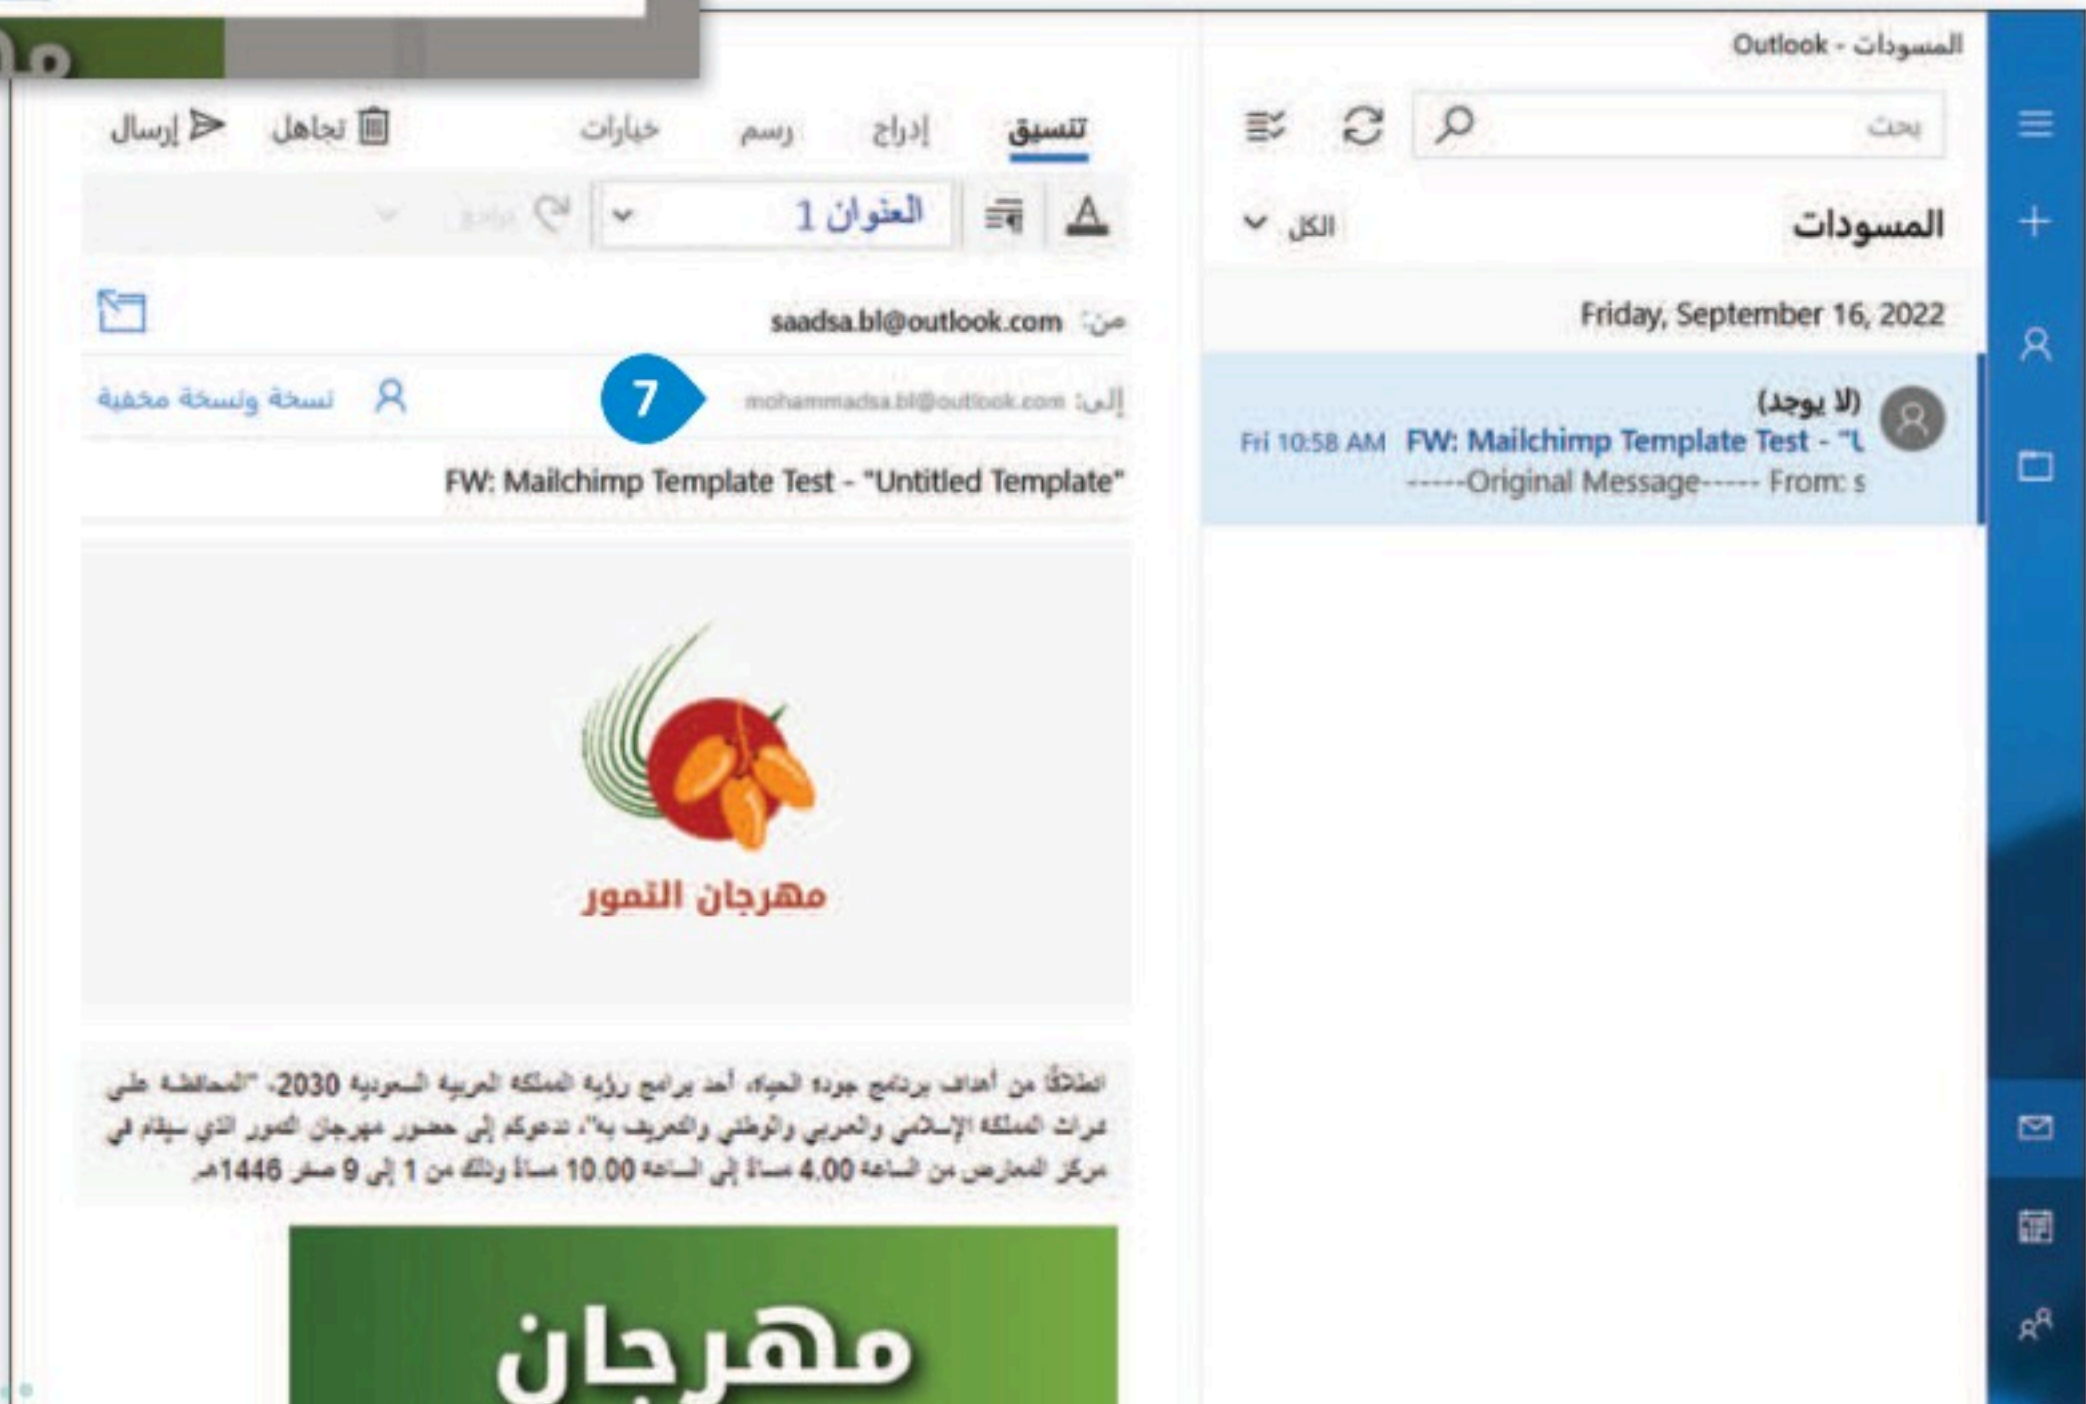 المسودات - Outlook
بحث
المسودات
الكل
Friday, September 16, 2022
(لا يوجد)
FW: Mailchimp Template Test - "U Fri 10:58 AM
-----Original Message----- From: s
تنسيق إدراج رسم خيارات تجاهل إرسال
العنوان 1 تراجع
من: saadsa.bl@outlook.com
إلى: mohammadsa.bl@outlook.com
7
نسخة ونسخة مخفية
FW: Mailchimp Template Test - "Untitled Template"
مهرجان التمور
انطلاقًا من أهداف برنامج جودة الحياة، أحد برامج رؤية المملكة العربية السعودية 2030، "المحافظة على
تراث المملكة الإسلامي والعربي والوطني والتعريف به"، ندعوكم إلى حضور مهرجان التمور الذي سيقام في
مركز المعارض من الساعة 4.00 مساءً إلى الساعة 10.00 مساءً وذلك من 1 إلى 9 صفر 1446هـ
مهرجان